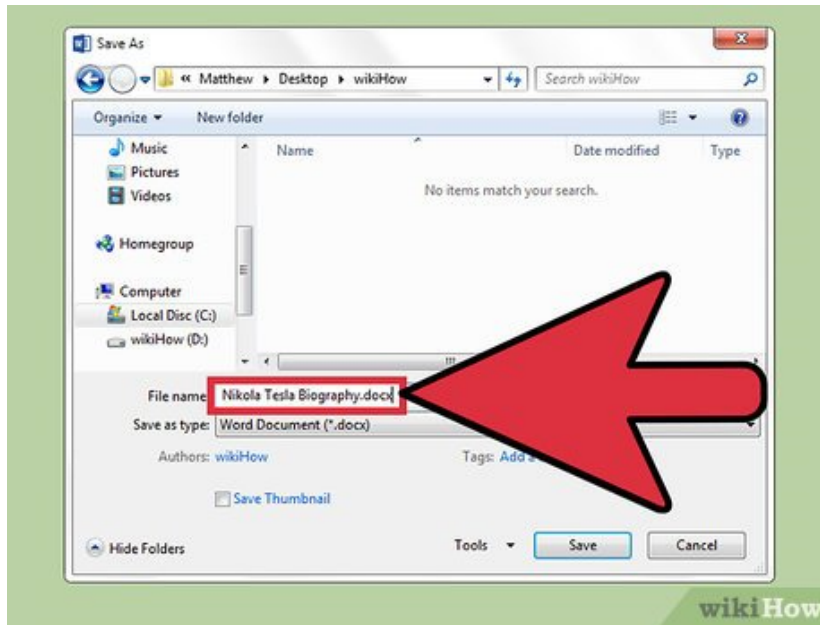 Save As
« Matthew ▸ Desktop ▸ wikiHow Search wikiHow
Organize New folder
Name Date modified Type
Music
Pictures
Videos
No items match your search.
Homegroup
Computer
Local Disc (C:)
wikiHow (D:)
File name Nikola Tesla Biography.docx
Save as type: Word Document (*.docx)
Authors: wikiHow Tags: Add a
Save Thumbnail
Hide Folders Tools Save Cancel
wikiHow